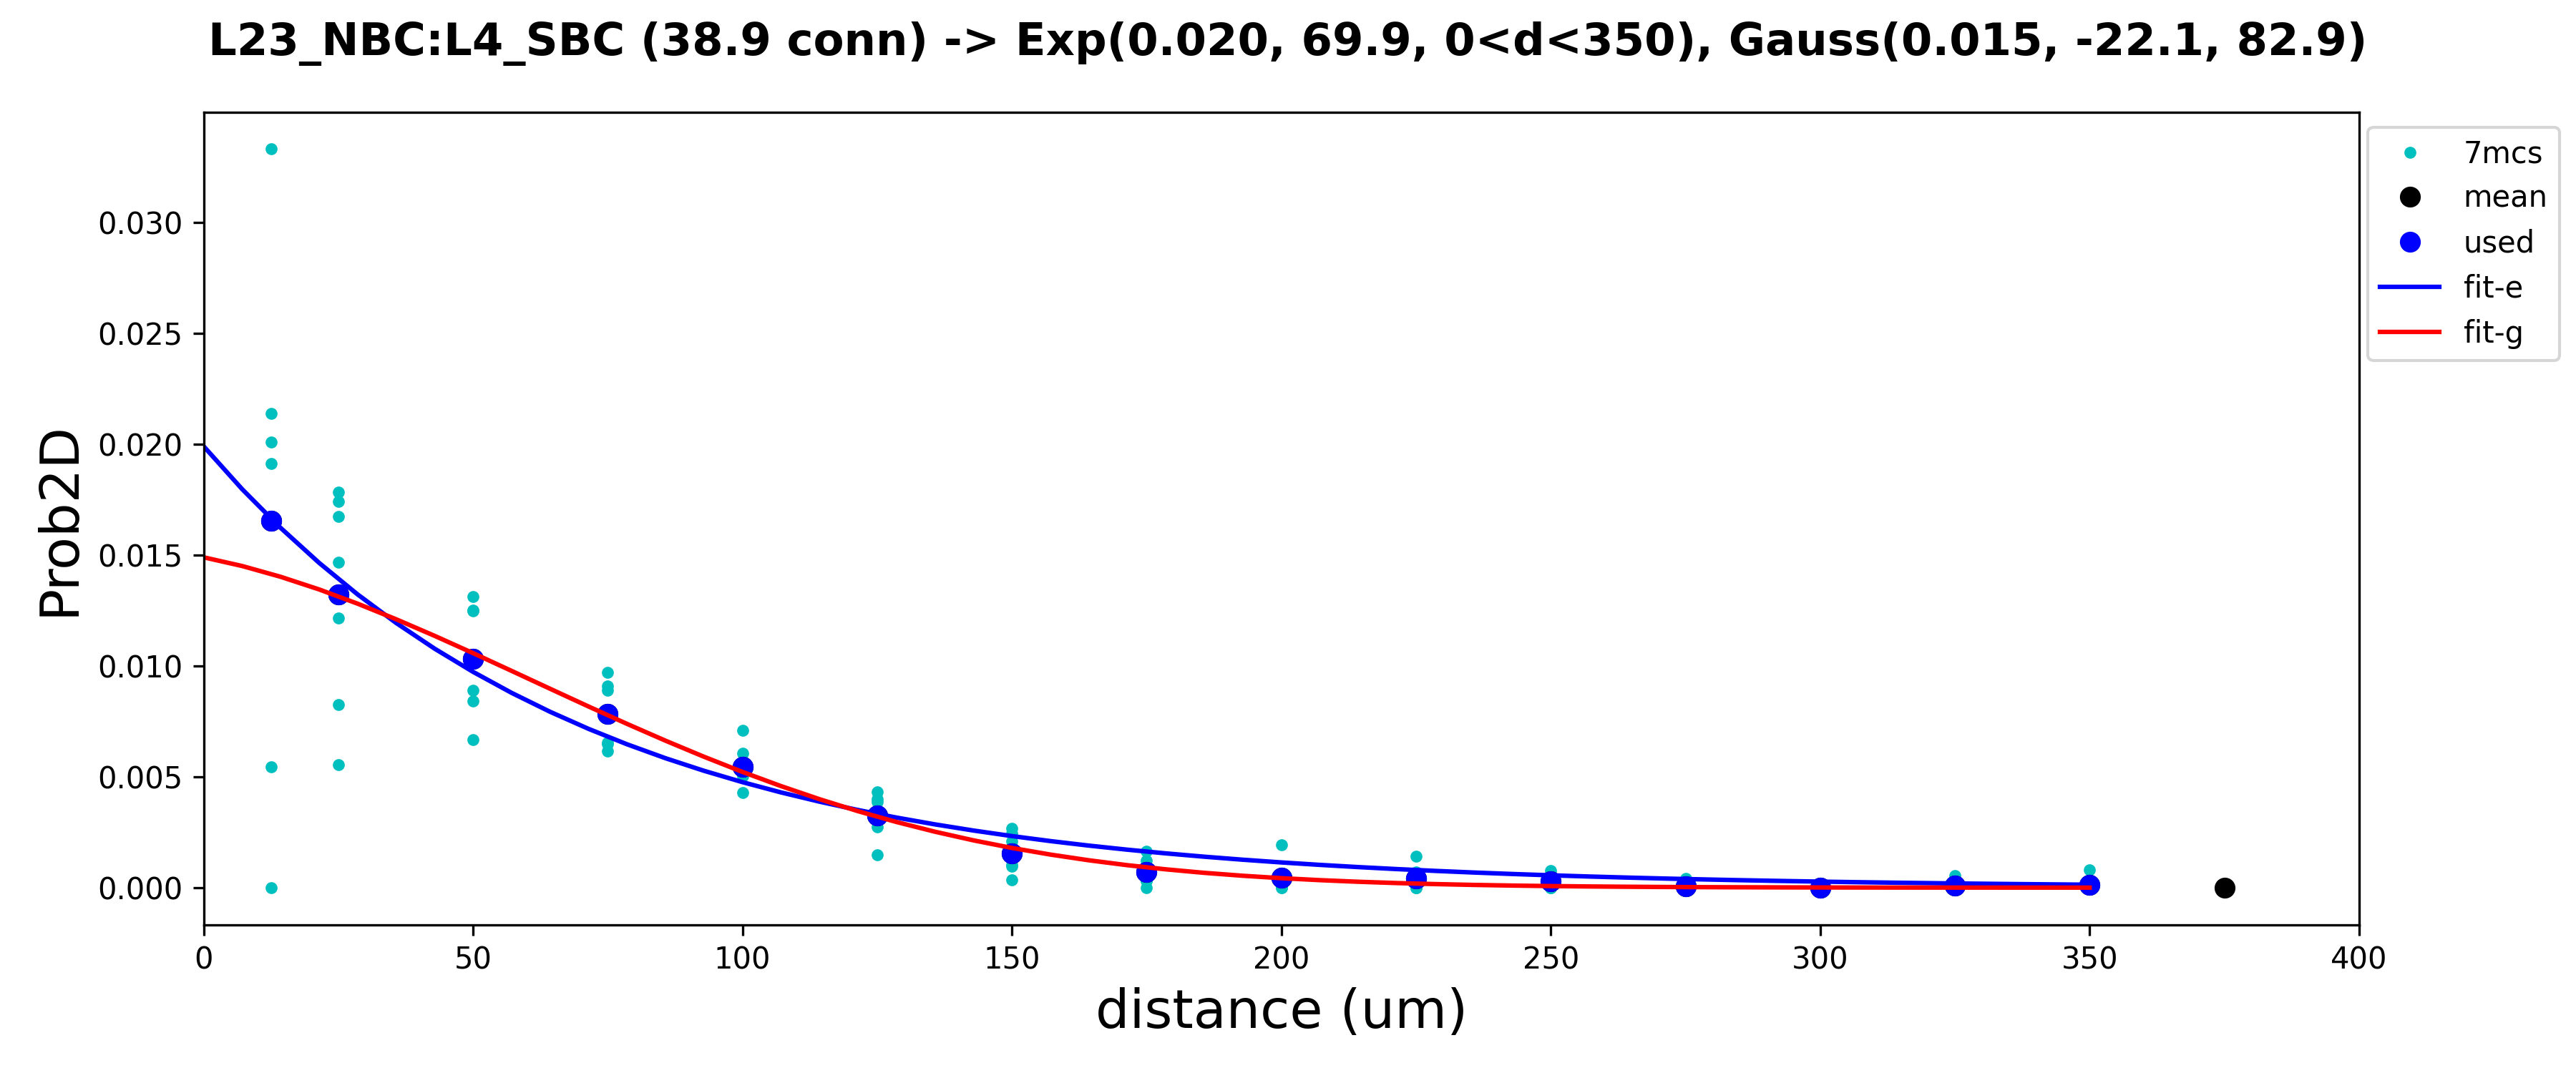 L23_NBC:L4_SBC (38.9 conn) -> Exp(0.020, 69.9, 0<d<350), Gauss(0.015, -22.1, 82.9)
7mcs
mean
used
fit-e
fit-g
0.030
0.025
0.020
0.015
0.010
0.005
0.000
Prob2D
0 50 100 150 200 250 300 350 400
distance (um)